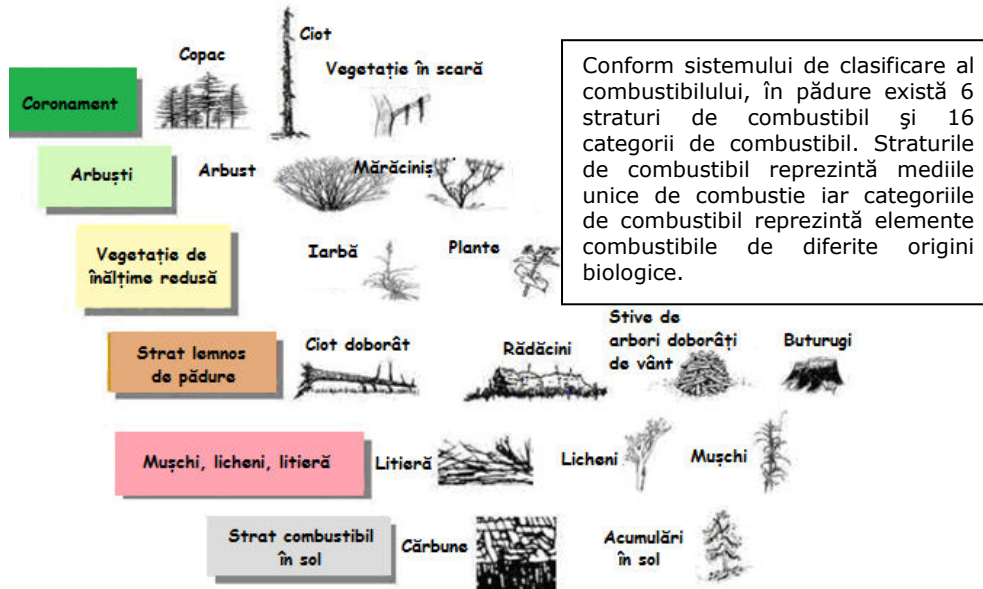 Ciot
Copac
Vegetație în scară
Coronament
Conform sistemului de clasificare al
combustibilului, în pădure există 6
straturi de combustibil şi 16
categorii de combustibil. Straturile
de combustibil reprezintă mediile
unice de combustie iar categoriile
de combustibil reprezintă elemente
combustibile de diferite origini
biologice.
Arbuști
Arbust
Mărăciniș
Vegetație de
înălțime redusă
Iarbă
Plante
Strat lemnos
de pădure
Ciot doborât
Rădăcini
Stive de
arbori doborâți
de vânt
Buturugi
Mușchi, licheni, litieră
Litieră
Licheni
Mușchi
Strat combustibil
în sol
Cărbune
Acumulări
în sol